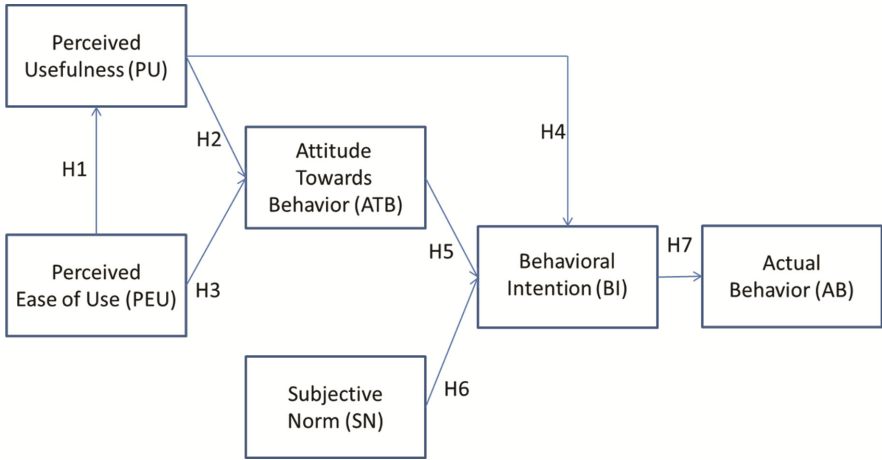 Perceived
Usefulness (PU)
H1
H2
H4
Attitude
Towards
Behavior (ATB)
Perceived
Ease of Use (PEU)
H3
H5
Behavioral
Intention (BI)
H7
Actual
Behavior (AB)
Subjective
Norm (SN)
H6